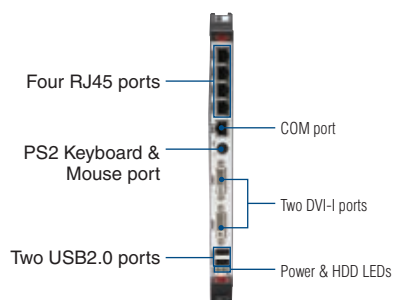 Four RJ45 ports
COM port
PS2 Keyboard &
Mouse port
Two DVI-I ports
Two USB2.0 ports
Power & HDD LEDs